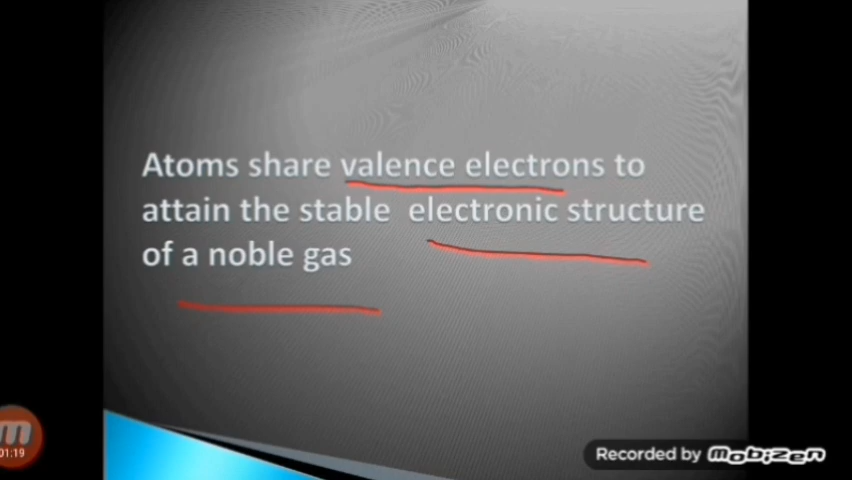 Atoms share valence electrons to
attain the stable electronic structure
of a noble gas
01:19
Recorded by Mobizen